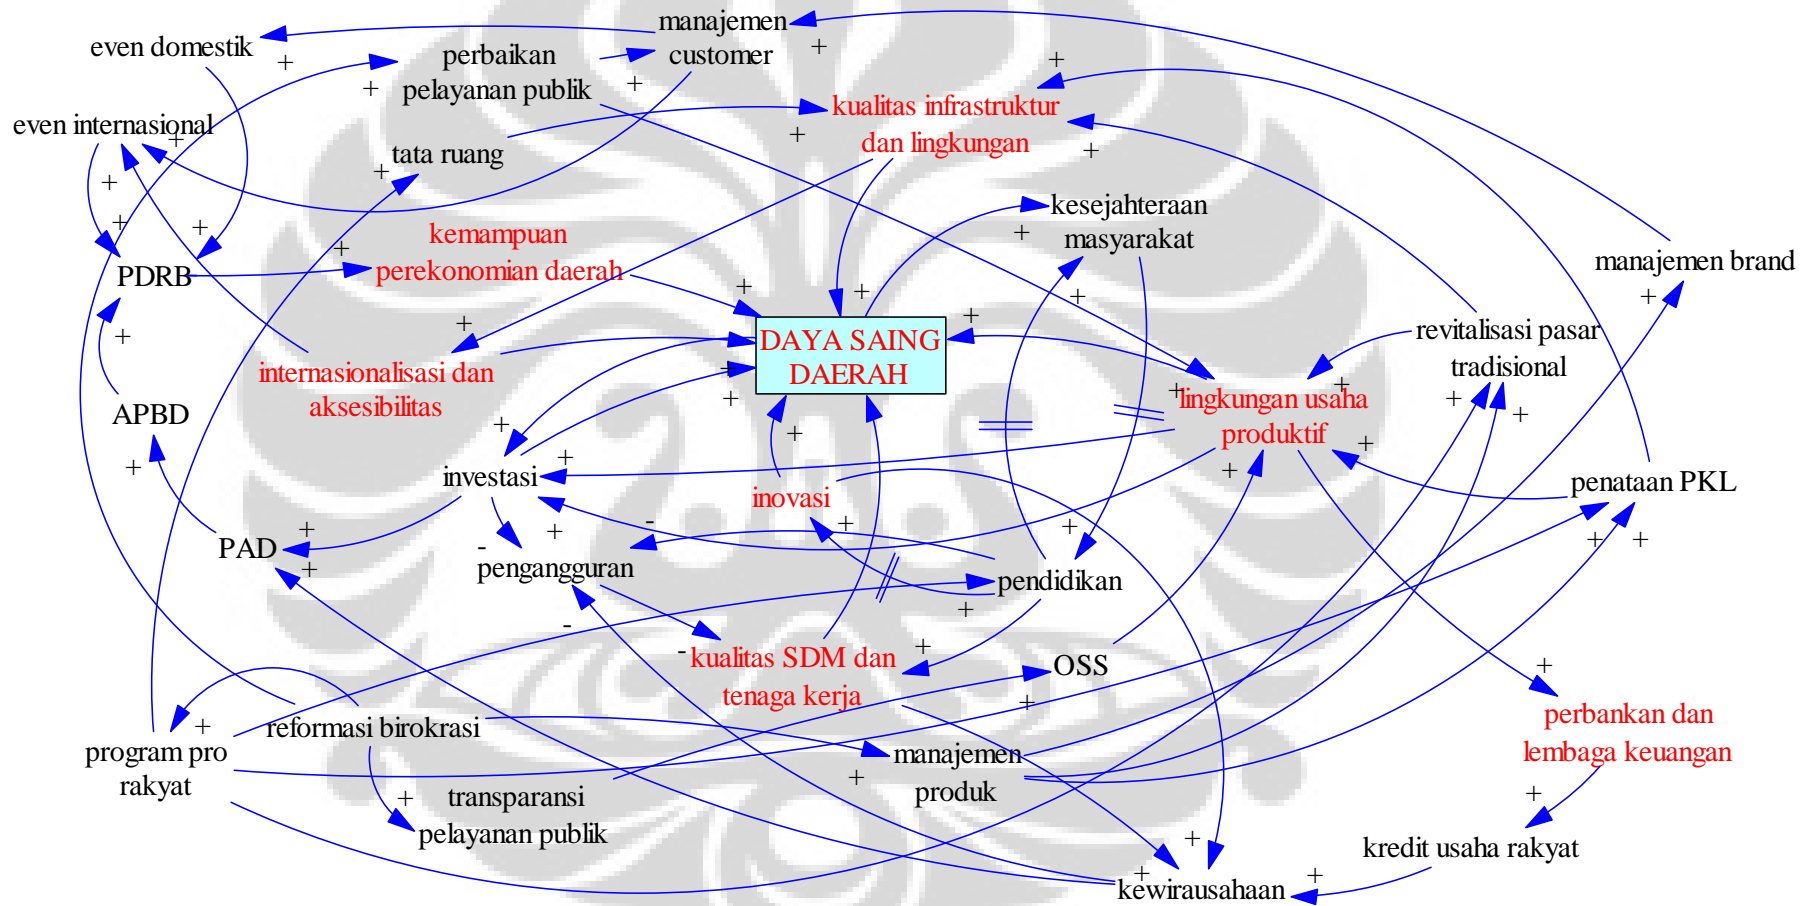 manajemen
customer
even domestik
perbaikan
pelayanan publik
kualitas infrastruktur
dan lingkungan
even internasional
tata ruang
kesejahteraan
masyarakat
kemampuan
perekonomian daerah
PDRB
manajemen brand
DAYA SAING
DAERAH
revitalisasi pasar
tradisional
internasionalisasi dan
aksesibilitas
lingkungan usaha
produktif
APBD
investasi
inovasi
penataan PKL
PAD
pengangguran
pendidikan
kualitas SDM dan
tenaga kerja
OSS
perbankan dan
lembaga keuangan
reformasi birokrasi
program pro
rakyat
manajemen
produk
transparansi
pelayanan publik
kredit usaha rakyat
kewirausahaan